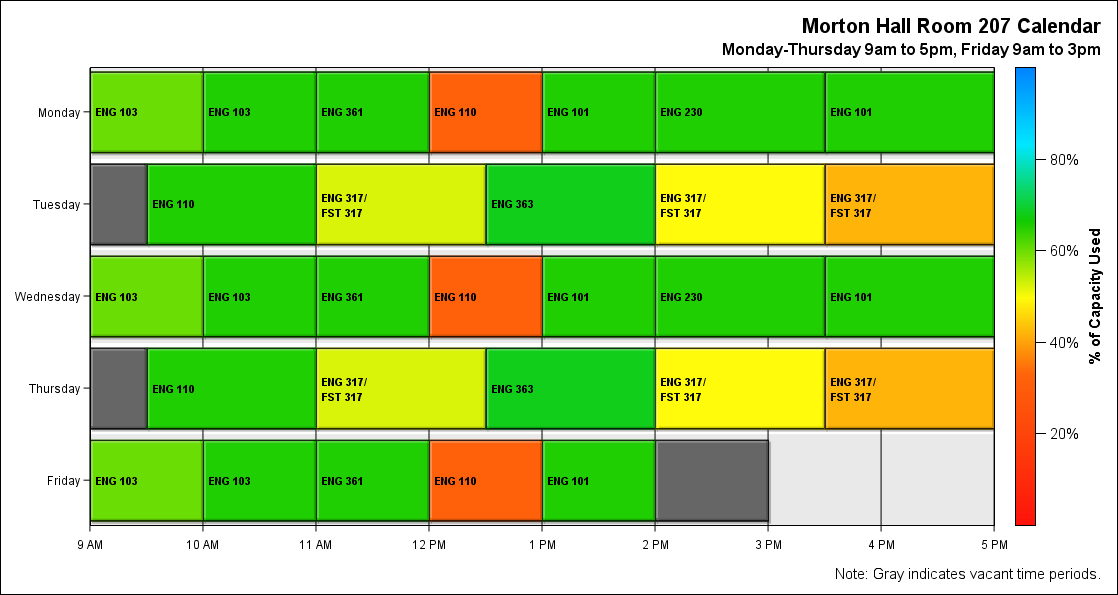 Morton Hall Room 207 Calendar
Monday-Thursday 9am to 5pm, Friday 9am to 3pm
Monday
ENG 103
ENG 103
ENG 361
ENG 110
ENG 101
ENG 230
ENG 101
Tuesday
ENG 110
ENG 317/
FST 317
ENG 363
ENG 317/
FST 317
ENG 317/
FST 317
Wednesday
ENG 103
ENG 103
ENG 361
ENG 110
ENG 101
ENG 230
ENG 101
Thursday
ENG 110
ENG 317/
FST 317
ENG 363
ENG 317/
FST 317
ENG 317/
FST 317
Friday
ENG 103
ENG 103
ENG 361
ENG 110
ENG 101
9 AM
10 AM
11 AM
12 PM
1 PM
2 PM
3 PM
4 PM
5 PM
80%
60%
40%
20%
% of Capacity Used
Note: Gray indicates vacant time periods.